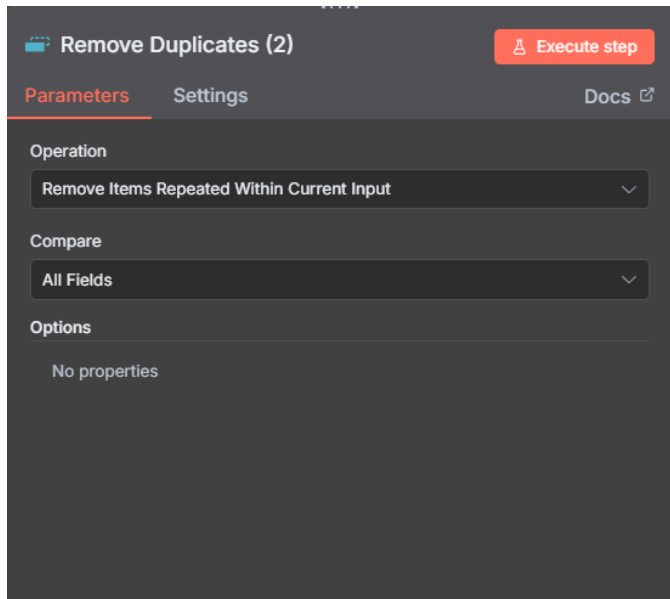 Remove Duplicates (2)
Execute step
Parameters
Settings
Docs
Operation
Remove Items Repeated Within Current Input
Compare
All Fields
Options
No properties